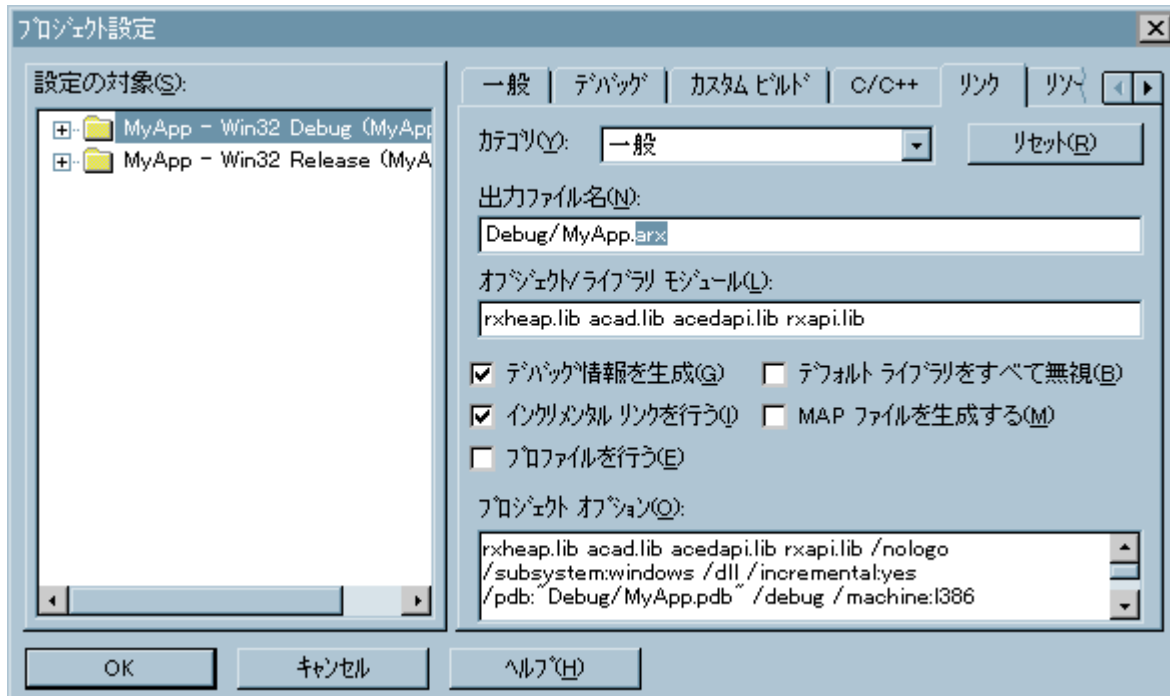 プロジェクト設定
設定の対象(S):
MyApp - Win32 Debug (MyApp
MyApp - Win32 Release (MyA
一般 デバッグ カスタム ビルド C/C++ リンク リソー
カテゴリ(Y): 一般 リセット(R)
出力ファイル名(N):
Debug/MyApp.arx
オブジェクト/ライブラリ モジュール(L):
rxheap.lib acad.lib acedapi.lib rxapi.lib
デバッグ情報を生成(G) デフォルト ライブラリをすべて無視(B)
インクリメンタル リンクを行う(I) MAP ファイルを生成する(M)
プロファイルを行う(E)
プロジェクト オプション(O):
rxheap.lib acad.lib acedapi.lib rxapi.lib /nologo
/subsystem:windows /dll /incremental:yes
/pdb:"Debug/MyApp.pdb" /debug /machine:I386
OK キャンセル ヘルプ(H)